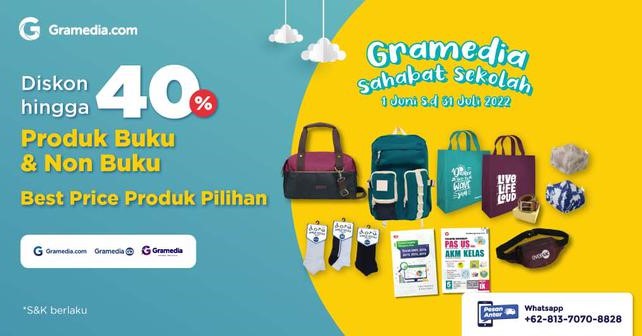 Gramedia.com
Diskon
hingga
40%
Produk Buku
& Non Buku
Best Price Produk Pilihan
Gramedia.com
Gramedia
Gramedia
*S&K berlaku
Gramedia
Sahabat Sekolah
1 Juni s.d 31 Juli 2022
LIVE
LIFE
LOUD
PAS US
AKM KELAS
IX
Pesan
Antar
Whatsapp
+62-813-7070-8828